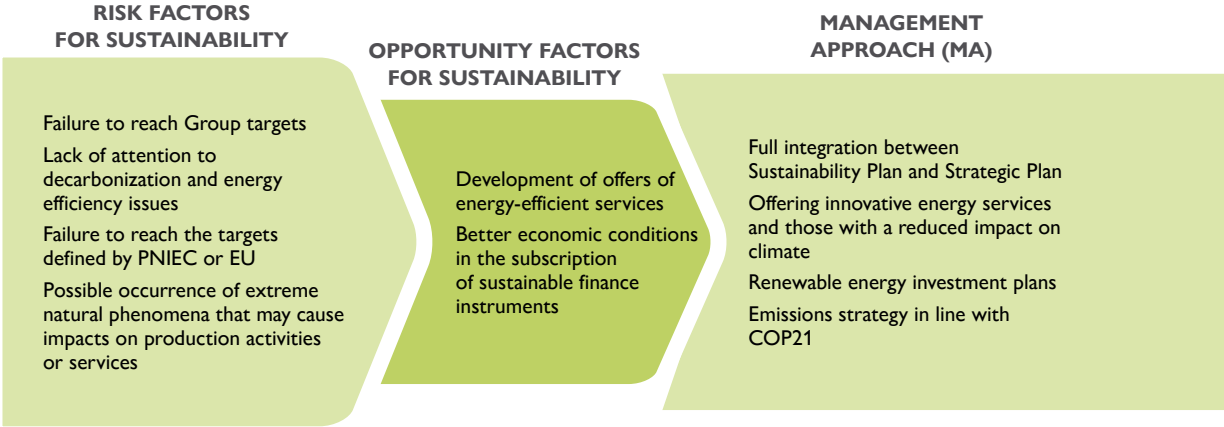 RISK FACTORS
FOR SUSTAINABILITY
Failure to reach Group targets
Lack of attention to
decarbonization and energy
efficiency issues
Failure to reach the targets
defined by PNIEC or EU
Possible occurrence of extreme
natural phenomena that may cause
impacts on production activities
or services
OPPORTUNITY FACTORS
FOR SUSTAINABILITY
Development of offers of
energy-efficient services
Better economic conditions
in the subscription
of sustainable finance
instruments
MANAGEMENT
APPROACH (MA)
Full integration between
Sustainability Plan and Strategic Plan
Offering innovative energy services
and those with a reduced impact on
climate
Renewable energy investment plans
Emissions strategy in line with
COP21